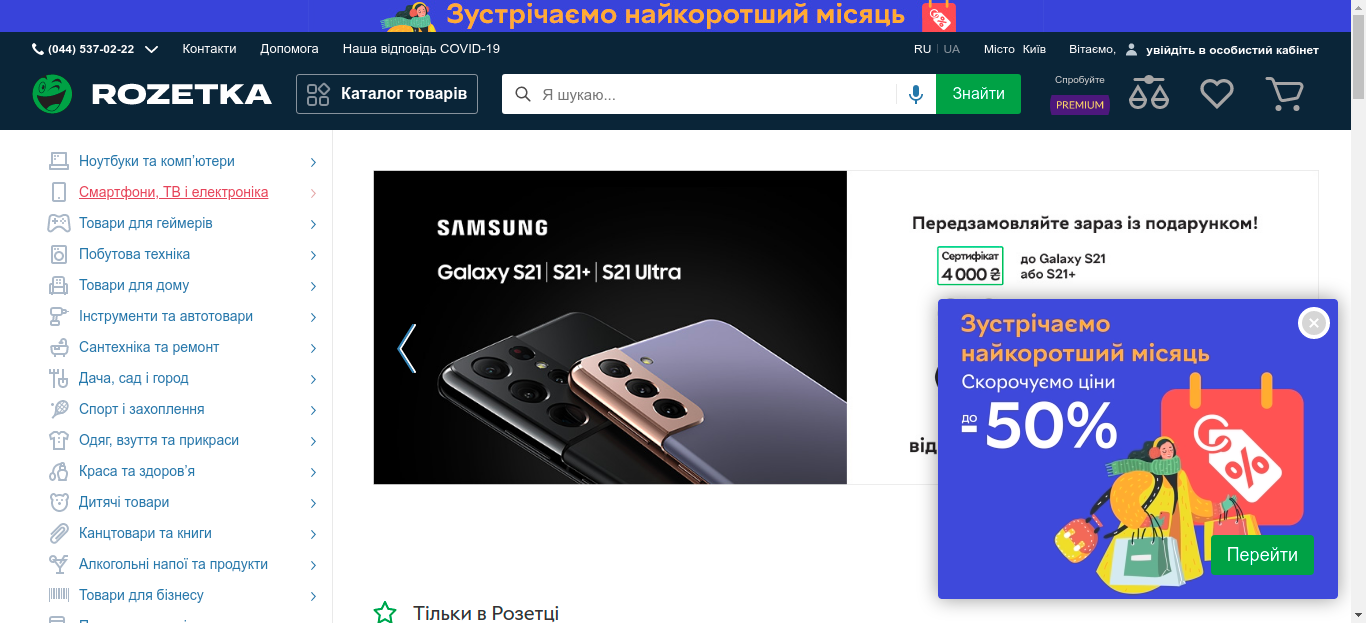 Зустрічаємо найкоротший місяць
(044) 537-02-22 Контакти Допомога Наша відповідь COVID-19 RU UA Місто Київ Вітаємо, увійдіть в особистий кабінет
ROZETKA
Каталог товарів
Я шукаю...
Знайти
Спробуйте
PREMIUM
Ноутбуки та комп'ютери
Смартфони, ТВ і електроніка
Товари для геймерів
Побутова техніка
Товари для дому
Інструменти та автотовари
Сантехніка та ремонт
Дача, сад і город
Спорт і захоплення
Одяг, взуття та прикраси
Краса та здоров'я
Дитячі товари
Канцтовари та книги
Алкогольні напої та продукти
Товари для бізнесу
SAMSUNG
Galaxy S21 | S21+ | S21 Ultra
Передзамовляйте зараз із подарунком!
Сертифікат
4 000 ₴
до Galaxy S21
або S21+
від
Зустрічаємо
найкоротший місяць
Скорочуємо ціни
до
-50%
%
Перейти
Тільки в Розетці